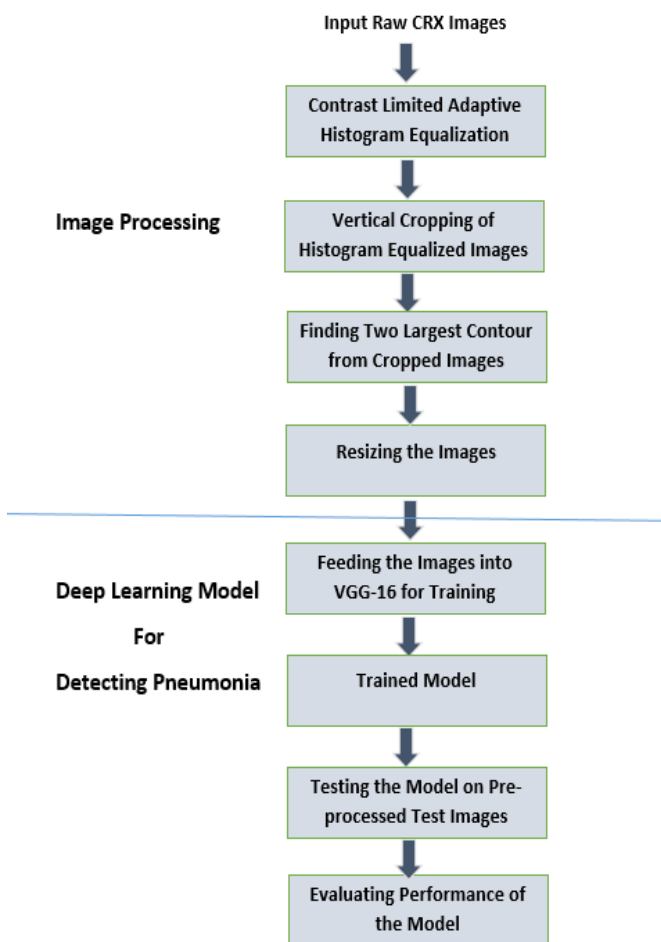 Input Raw CRX Images
Contrast Limited Adaptive
Histogram Equalization
Image Processing
Vertical Cropping of
Histogram Equalized Images
Finding Two Largest Contour
from Cropped Images
Resizing the Images
Deep Learning Model
For
Detecting Pneumonia
Feeding the Images into
VGG-16 for Training
Trained Model
Testing the Model on Pre-
processed Test Images
Evaluating Performance of
the Model